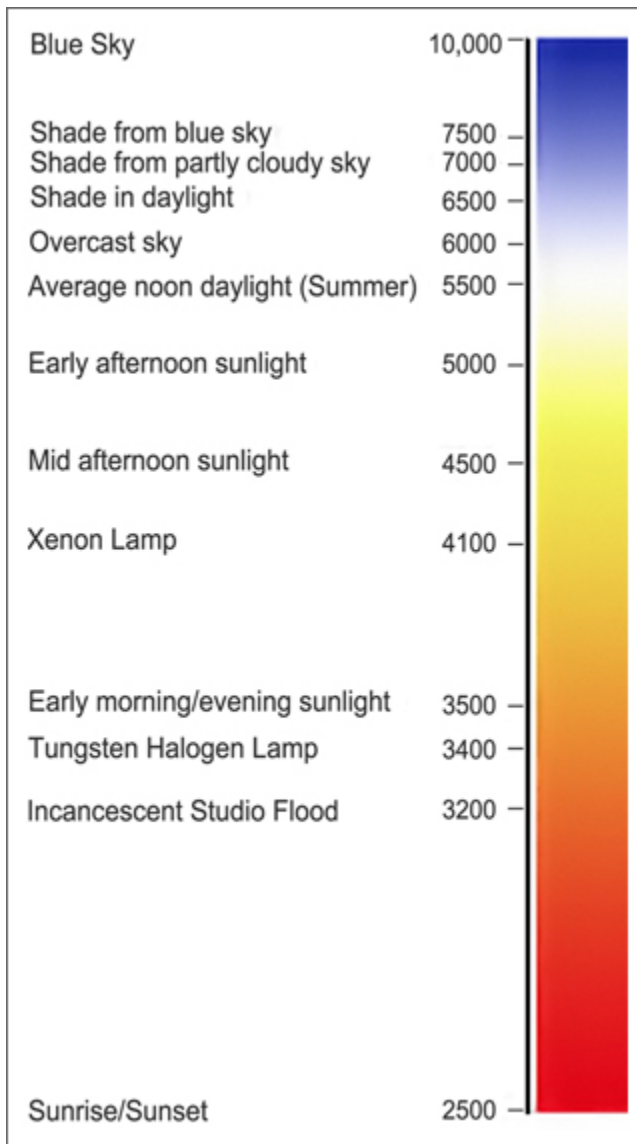 Blue Sky 10,000
Shade from blue sky 7500
Shade from partly cloudy sky 7000
Shade in daylight 6500
Overcast sky 6000
Average noon daylight (Summer) 5500
Early afternoon sunlight 5000
Mid afternoon sunlight 4500
Xenon Lamp 4100
Early morning/evening sunlight 3500
Tungsten Halogen Lamp 3400
Incancescent Studio Flood 3200
Sunrise/Sunset 2500